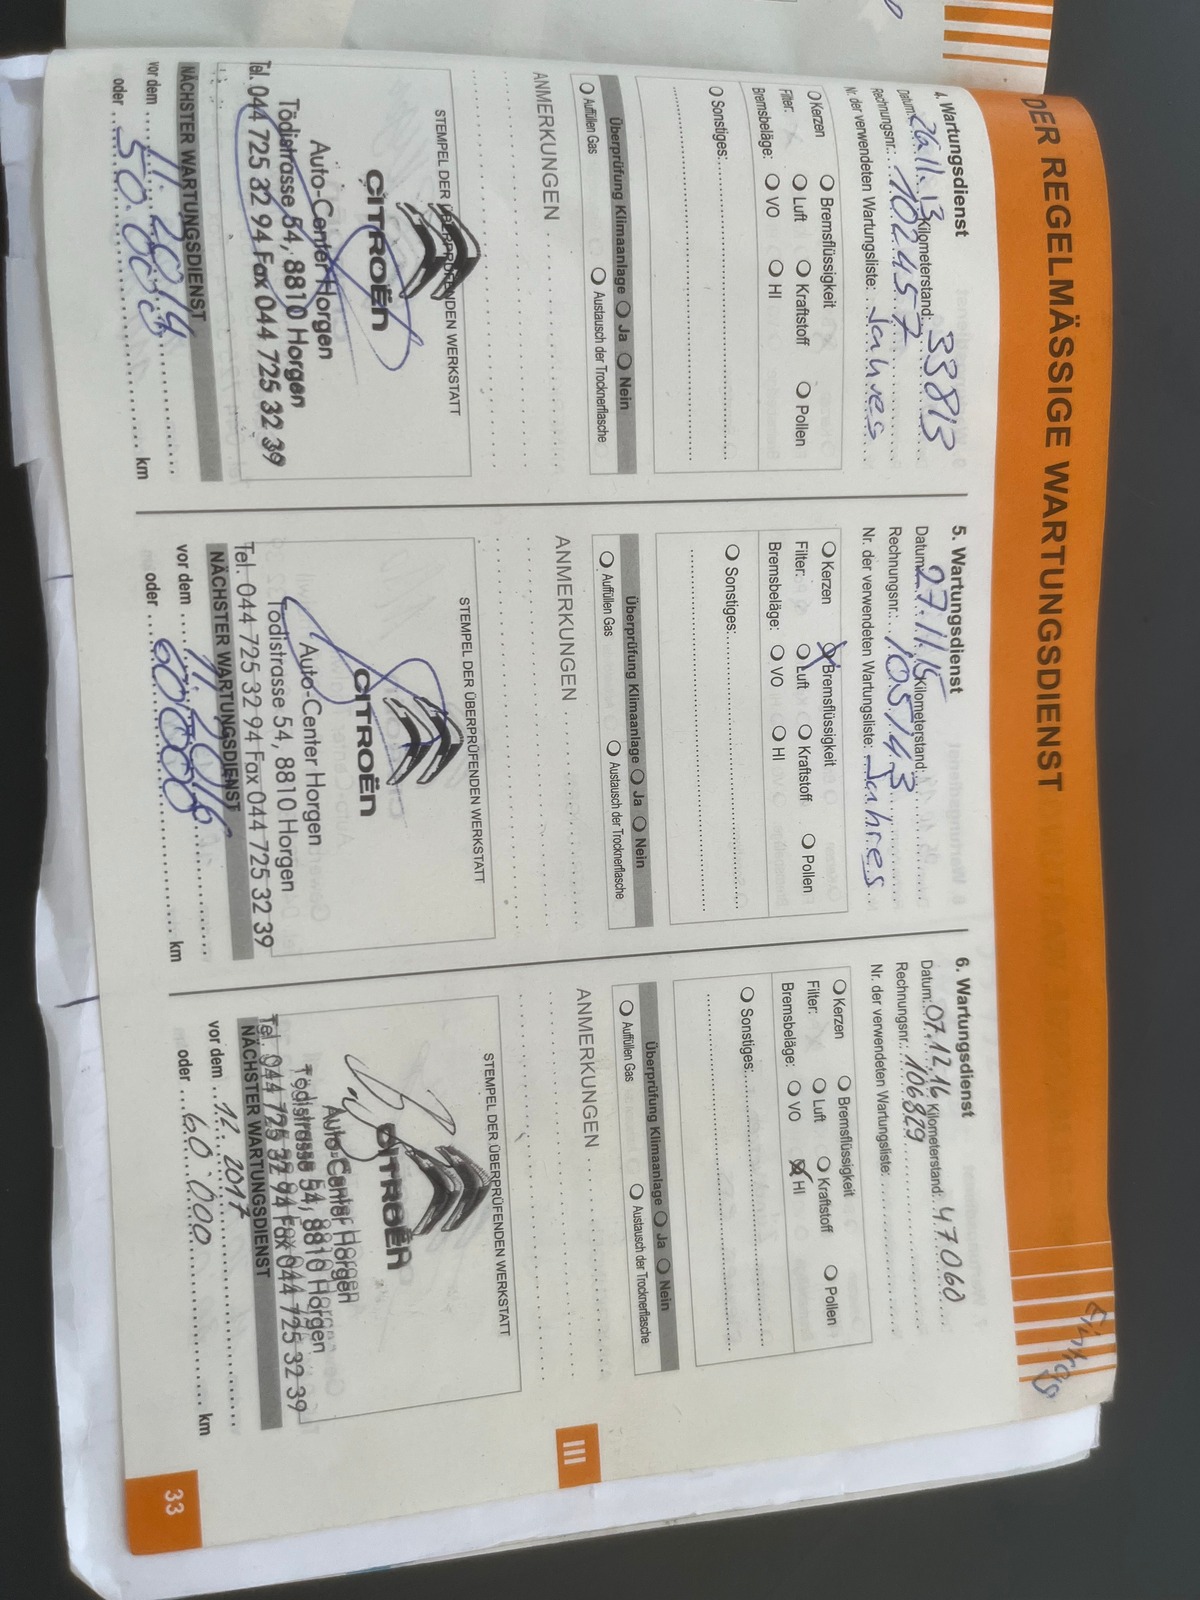 DER REGELMÄSSIGE WARTUNGSDIENST
4. Wartungsdienst
Datum: Kilometerstand: 33813
Rechnungsnr.: 102457
Nr. der verwendeten Wartungsliste: Jahres
Kerzen Bremsflüssigkeit
Filter: Luft Kraftstoff Pollen
Bremsbeläge: VO HI
Sonstiges:
Überprüfung Klimaanlage Ja Nein
Auffüllen Gas Austausch der Trocknerflasche
ANMERKUNGEN
STEMPEL DER ÜBERPRÜFENDEN WERKSTATT
CITROËN
Auto-Center Horgen
Tödistrasse 54, 8810 Horgen
Tel. 044 725 32 94 Fax 044 725 32 39
NÄCHSTER WARTUNGSDIENST
vor dem 11.2014
oder 50.000 km
5. Wartungsdienst
Datum: 27.11.15 Kilometerstand:
Rechnungsnr.: 105143
Nr. der verwendeten Wartungsliste: Jahres
Kerzen Bremsflüssigkeit
Filter: Luft Kraftstoff Pollen
Bremsbeläge: VO HI
Sonstiges:
Überprüfung Klimaanlage Ja Nein
Auffüllen Gas Austausch der Trocknerflasche
ANMERKUNGEN
STEMPEL DER ÜBERPRÜFENDEN WERKSTATT
CITROËN
Auto-Center Horgen
Tödistrasse 54, 8810 Horgen
Tel. 044 725 32 94 Fax 044 725 32 39
NÄCHSTER WARTUNGSDIENST
vor dem 11.2016
oder 60000 km
6. Wartungsdienst
Datum: 07.12.16 Kilometerstand: 47060
Rechnungsnr.: 106829
Nr. der verwendeten Wartungsliste:
Kerzen Bremsflüssigkeit
Filter: Luft Kraftstoff Pollen
Bremsbeläge: VO HI
Sonstiges:
Überprüfung Klimaanlage Ja Nein
Auffüllen Gas Austausch der Trocknerflasche
ANMERKUNGEN
STEMPEL DER ÜBERPRÜFENDEN WERKSTATT
CITROËN
Auto-Center Horgen
Tödistrasse 54, 8810 Horgen
Tel. 044 725 32 94 Fax 044 725 32 39
NÄCHSTER WARTUNGSDIENST
vor dem 12.2017
oder 60.000 km
III
33